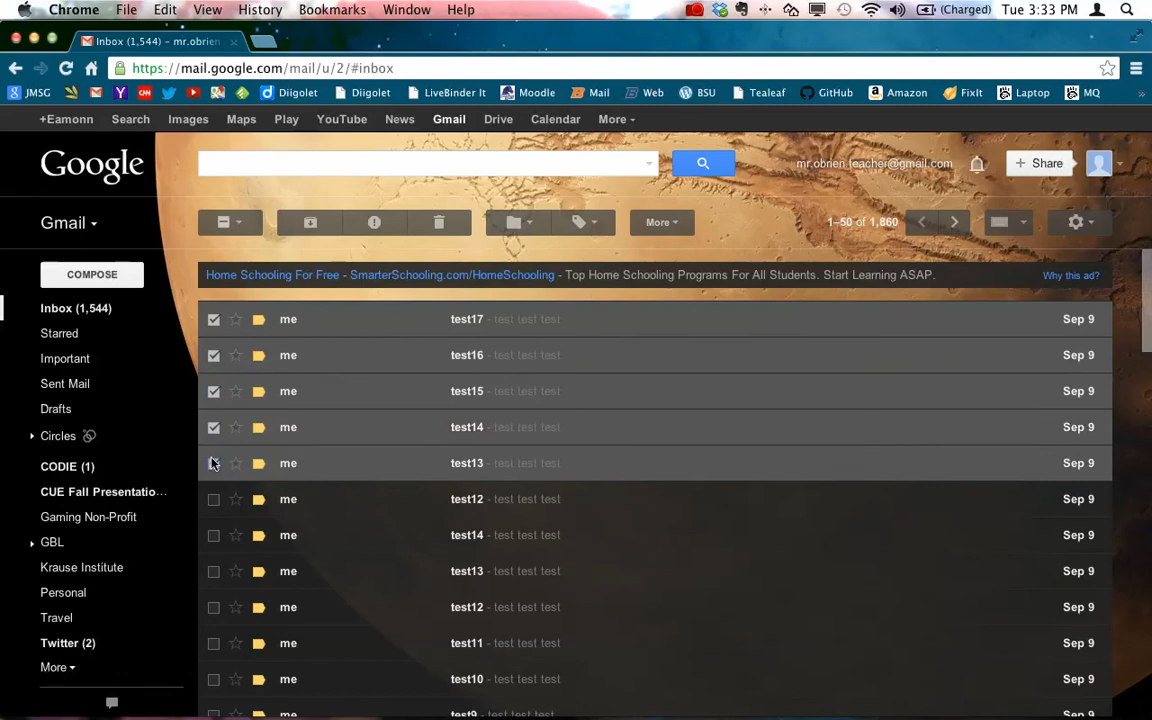 Chrome File Edit View History Bookmarks Window Help (Charged) Tue 3:33 PM
Inbox (1,544) – mr.obrien
https://mail.google.com/mail/u/2/#inbox
JMSG CNN Diigolet Diigolet LiveBinder It Moodle Mail Web BSU Tealeaf GitHub Amazon FixIt Laptop MQ
+Eamonn Search Images Maps Play YouTube News Gmail Drive Calendar More
Google mr.obrien.teacher@gmail.com + Share
Gmail More 1–50 of 1,860
COMPOSE
Home Schooling For Free - SmarterSchooling.com/HomeSchooling - Top Home Schooling Programs For All Students. Start Learning ASAP. Why this ad?
Inbox (1,544)
Starred
Important
Sent Mail
Drafts
Circles
CODIE (1)
CUE Fall Presentatio...
Gaming Non-Profit
GBL
Krause Institute
Personal
Travel
Twitter (2)
More
me test17 - test test test Sep 9
me test16 - test test test Sep 9
me test15 - test test test Sep 9
me test14 - test test test Sep 9
me test13 - test test test Sep 9
me test12 - test test test Sep 9
me test14 - test test test Sep 9
me test13 - test test test Sep 9
me test12 - test test test Sep 9
me test11 - test test test Sep 9
me test10 - test test test Sep 9
me test9 - test test test Sep 9